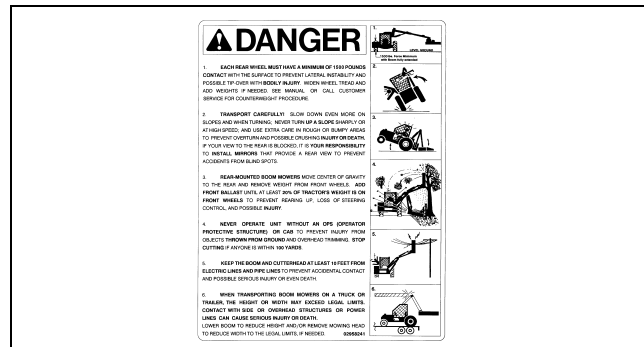 DANGER
1. EACH REAR WHEEL MUST HAVE A MINIMUM OF 1500 POUNDS
CONTACT WITH THE SURFACE TO PREVENT LATERAL INSTABILITY AND
POSSIBLE TIP-OVER WITH BODILY INJURY. WIDEN WHEEL TREAD AND
ADD WEIGHTS IF NEEDED. SEE MANUAL OR CALL CUSTOMER
SERVICE FOR COUNTERWEIGHT PROCEDURE.
2. TRANSPORT CAREFULLY! SLOW DOWN EVEN MORE ON
SLOPES AND WHEN TURNING; NEVER TURN UP A SLOPE SHARPLY OR
AT HIGH SPEED; AND USE EXTRA CARE IN ROUGH OR BUMPY AREAS
TO PREVENT OVERTURN AND POSSIBLE CRUSHING INJURY OR DEATH.
IF YOUR VIEW TO THE REAR IS BLOCKED, IT IS YOUR RESPONSIBILITY
TO INSTALL MIRRORS THAT PROVIDE A REAR VIEW TO PREVENT
ACCIDENTS FROM BLIND SPOTS.
3. REAR-MOUNTED BOOM MOWERS MOVE CENTER OF GRAVITY
TO THE REAR AND REMOVE WEIGHT FROM FRONT WHEELS. ADD
FRONT BALLAST UNTIL AT LEAST 20% OF TRACTOR'S WEIGHT IS ON
FRONT WHEELS TO PREVENT REARING UP, LOSS OF STEERING
CONTROL, AND POSSIBLE INJURY
4. NEVER OPERATE UNIT WITHOUT AN OPS (OPERATOR
PROTECTIVE STRUCTURE) OR CAB TO PREVENT INJURY FROM
OBJECTS THROWN FROM GROUND AND OVERHEAD TRIMMING. STOP
CUTTING IF ANYONE IS WITHIN 100 YARDS.
5. KEEP THE BOOM AND CUTTERHEAD AT LEAST 10 FEET FROM
ELECTRIC LINES AND PIPE LINES TO PREVENT ACCIDENTAL CONTACT
AND POSSIBLE SERIOUS INJURY OR EVEN DEATH.
6. WHEN TRANSPORTING BOOM MOWERS ON A TRUCK OR
TRAILER, THE HEIGHT OR WIDTH MAY EXCEED LEGAL LIMITS.
CONTACT WITH SIDE OR OVERHEAD STRUCTURES OR POWER
LINES CAN CAUSE SERIOUS INJURY OR DEATH.
LOWER BOOM TO REDUCE HEIGHT AND/OR REMOVE MOWING HEAD
TO REDUCE WIDTH TO THE LEGAL LIMITS, IF NEEDED. 02958241
1.
LEVEL GROUND
1500 lbs. Force Minimum
with Boom fully extended
2.
3.
4.
5.
6.